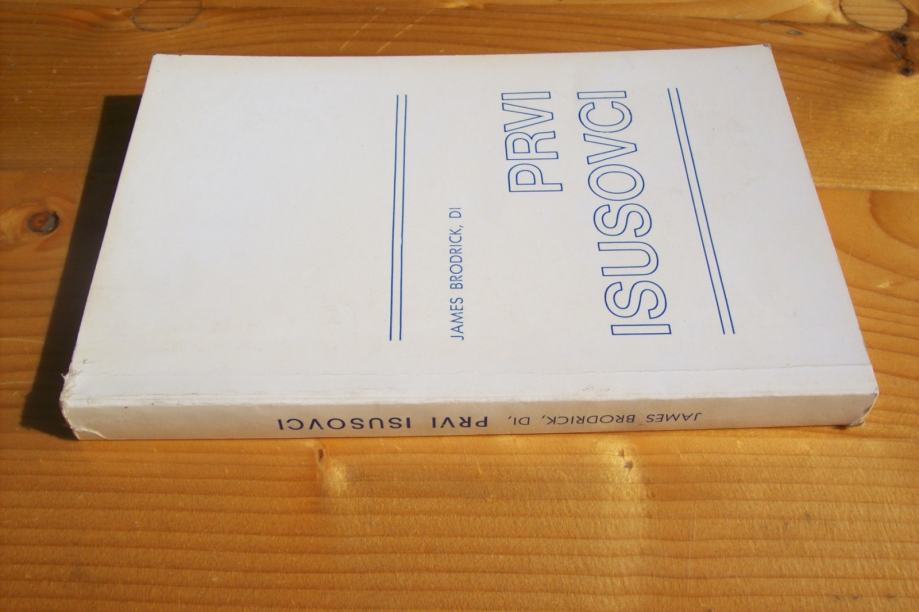 PRVI
ISUSOVCI
JAMES BRODRICK, DI
JAMES BRODRICK, DI, PRVI ISUSOVCI